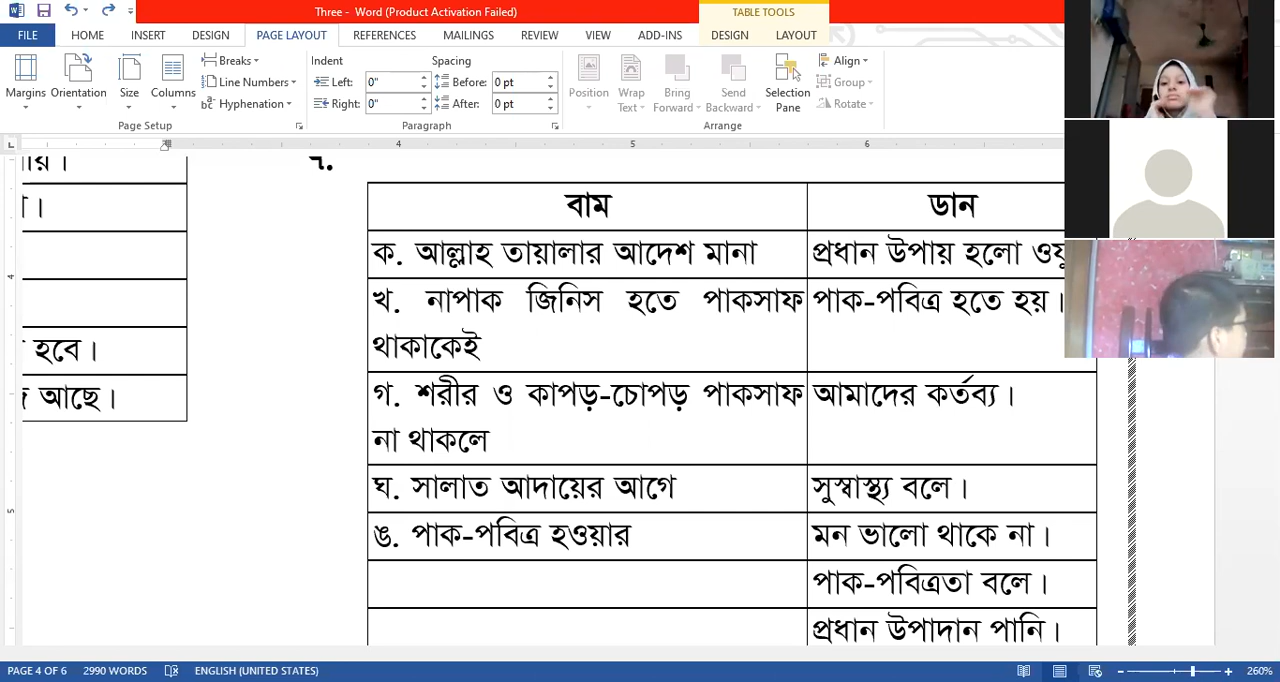 Three - Word (Product Activation Failed)
TABLE TOOLS
FILE HOME INSERT DESIGN PAGE LAYOUT REFERENCES MAILINGS REVIEW VIEW ADD-INS DESIGN LAYOUT
Margins Orientation Size Columns
Breaks
Line Numbers
Hyphenation
Page Setup
Indent Spacing
Left: 0" Before: 0 pt
Right: 0" After: 0 pt
Paragraph
Position Wrap Text Bring Forward Send Backward Selection Pane
Align
Group
Rotate
Arrange
4 5 6
হবে।
আছে।
৭.
বাম ডান
ক. আল্লাহ তায়ালার আদেশ মানা প্রধান উপায় হলো
খ. নাপাক জিনিস হতে পাকসাফ পাক-পবিত্র হতে হয়।
থাকাকেই
গ. শরীর ও কাপড়-চোপড় পাকসাফ আমাদের কর্তব্য।
না থাকলে
ঘ. সালাত আদায়ের আগে সুস্বাস্থ্য বলে।
ঙ. পাক-পবিত্র হওয়ার মন ভালো থাকে না।
পাক-পবিত্রতা বলে।
প্রধান উপাদান পানি।
PAGE 4 OF 6 2990 WORDS ENGLISH (UNITED STATES) 260%